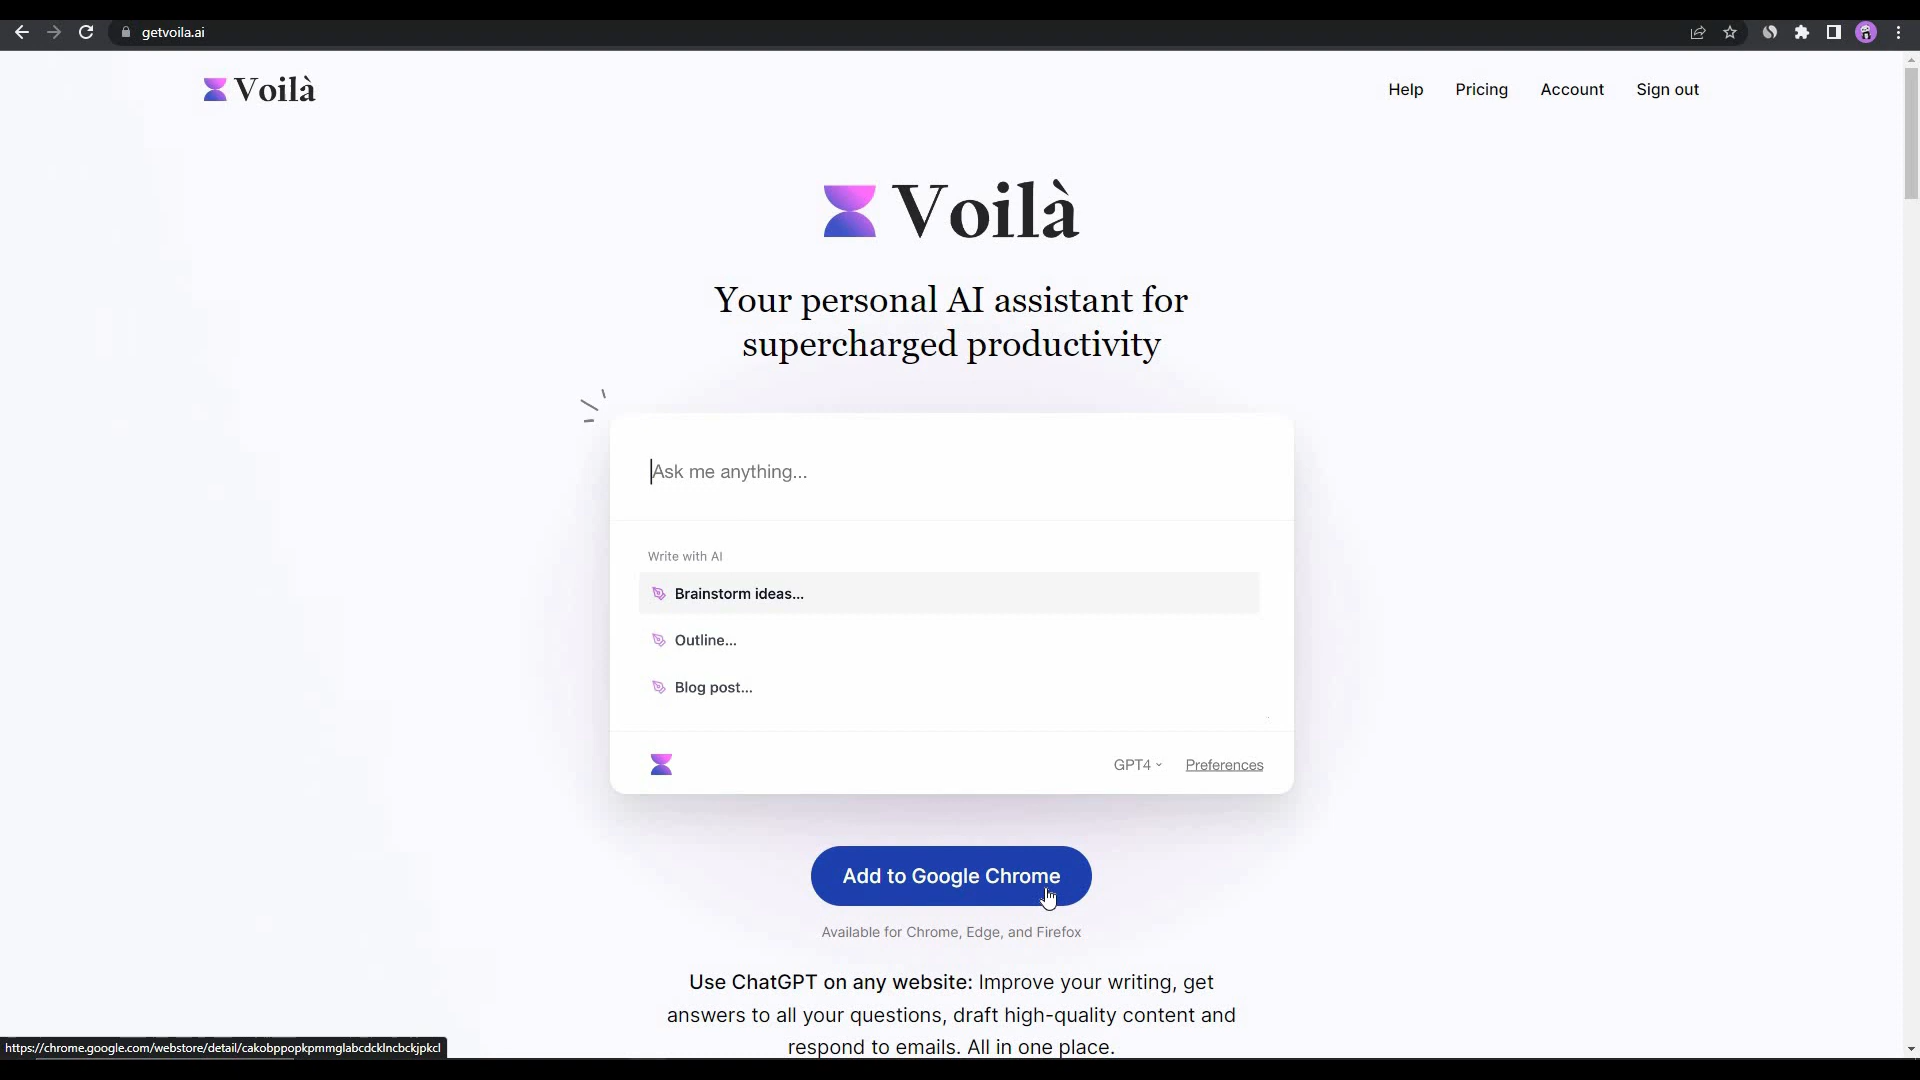 getvoila.ai
Voilà
Help Pricing Account Sign out
Voilà
Your personal AI assistant for
supercharged productivity
Ask me anything...
Write with AI
Brainstorm ideas...
Outline...
Blog post...
GPT4 Preferences
Add to Google Chrome
Available for Chrome, Edge, and Firefox
Use ChatGPT on any website: Improve your writing, get
answers to all your questions, draft high-quality content and
respond to emails. All in one place.
https://chrome.google.com/webstore/detail/cakobppopkpmmglabcdcklncbckjpkcl